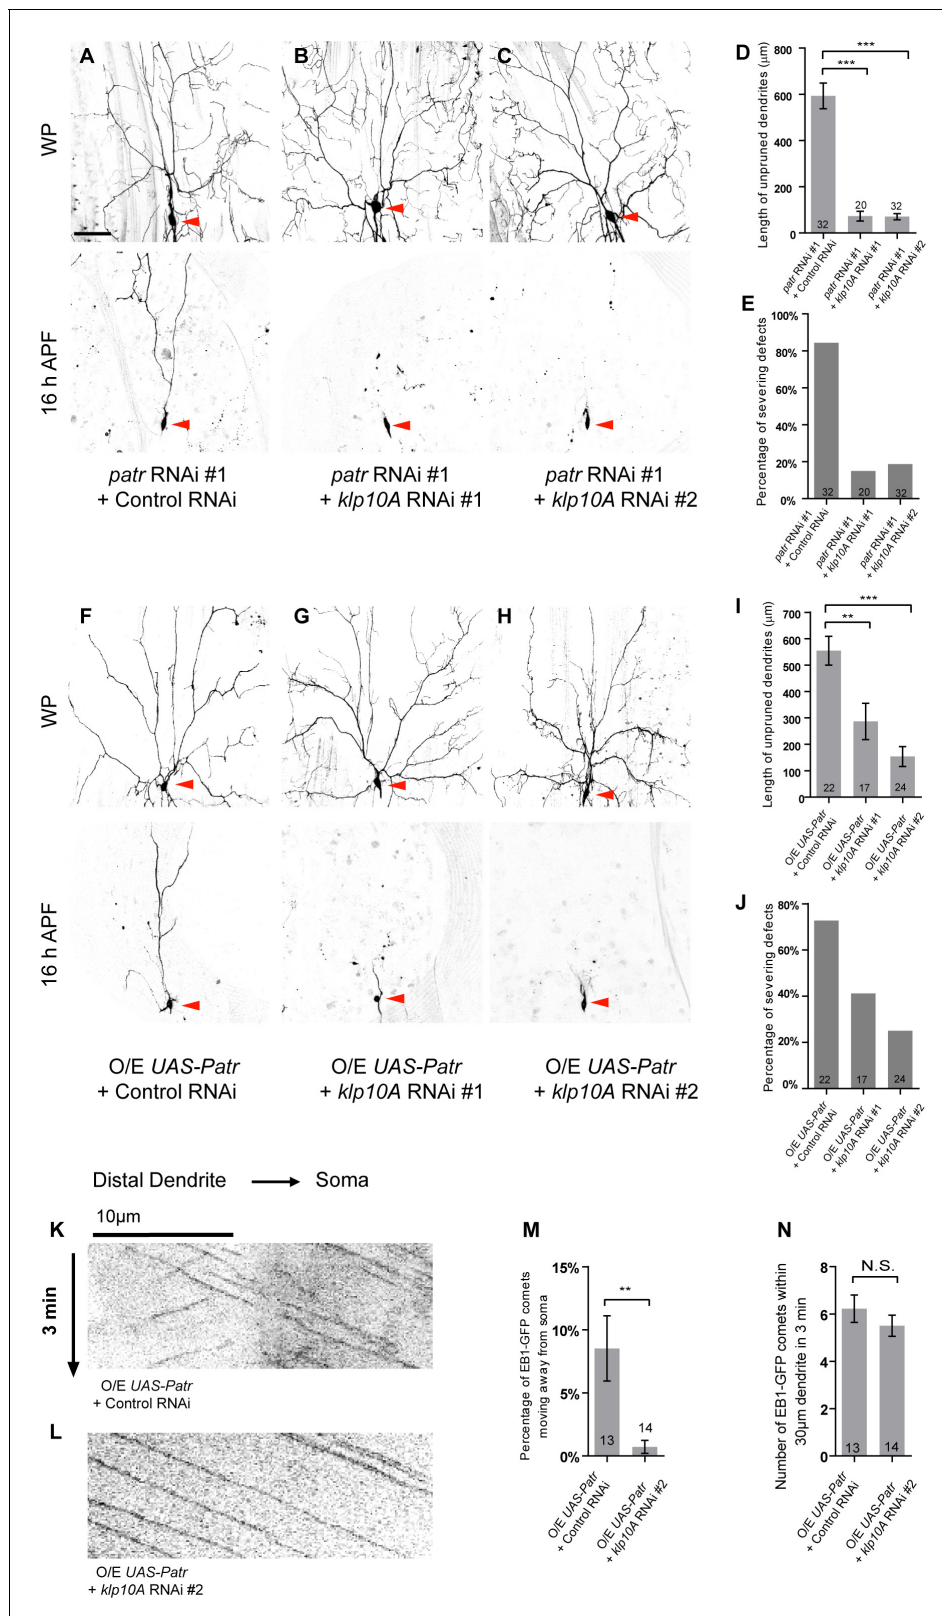 A
B
C
WP
16 h APF
patr RNAi #1
+ Control RNAi
patr RNAi #1
+ klp10A RNAi #1
patr RNAi #1
+ klp10A RNAi #2
D
Length of unpruned dendrites (µm)
800
600
400
200
0
***
***
32
20
32
patr RNAi #1
+ Control RNAi
patr RNAi #1
+ klp10A RNAi #1
patr RNAi #1
+ klp10A RNAi #2
E
Percentage of severing defects
100%
80%
60%
40%
20%
0%
32
20
32
patr RNAi #1
+ Control RNAi
patr RNAi #1
+ klp10A RNAi #1
patr RNAi #1
+ klp10A RNAi #2
F
G
H
WP
16 h APF
O/E UAS-Patr
+ Control RNAi
O/E UAS-Patr
+ klp10A RNAi #1
O/E UAS-Patr
+ klp10A RNAi #2
I
Length of unpruned dendrites (µm)
700
600
500
400
300
200
100
0
***
**
22
17
24
O/E UAS-Patr
+ Control RNAi
O/E UAS-Patr
+ klp10A RNAi #1
O/E UAS-Patr
+ klp10A RNAi #2
J
Percentage of severing defects
80%
60%
40%
20%
0%
22
17
24
O/E UAS-Patr
+ Control RNAi
O/E UAS-Patr
+ klp10A RNAi #1
O/E UAS-Patr
+ klp10A RNAi #2
Distal Dendrite
Soma
K
10µm
3 min
O/E UAS-Patr
+ Control RNAi
L
O/E UAS-Patr
+ klp10A RNAi #2
M
Percentage of EB1-GFP comets
moving away from soma
15%
10%
5%
0%
**
13
14
O/E UAS-Patr
+ Control RNAi
O/E UAS-Patr
+ klp10A RNAi #2
N
Number of EB1-GFP comets within
30µm dendrite in 3 min
8
6
4
2
0
N.S.
13
14
O/E UAS-Patr
+ Control RNAi
O/E UAS-Patr
+ klp10A RNAi #2